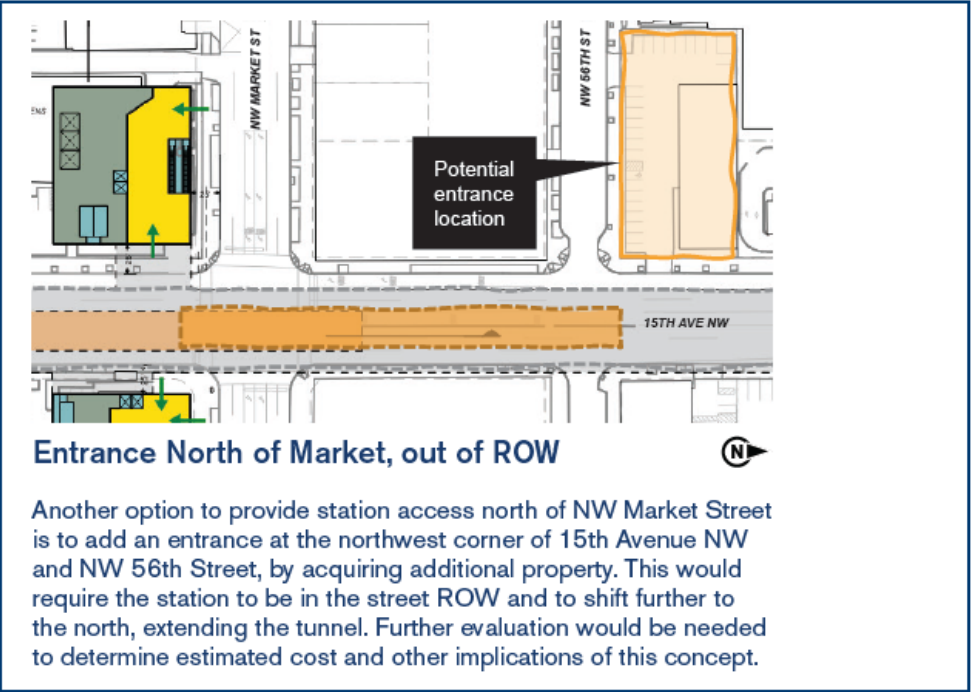 NW MARKET ST
NW 56TH ST
ENS
Potential
entrance
location
25'
15TH AVE NW
Entrance North of Market, out of ROW
N
Another option to provide station access north of NW Market Street
is to add an entrance at the northwest corner of 15th Avenue NW
and NW 56th Street, by acquiring additional property. This would
require the station to be in the street ROW and to shift further to
the north, extending the tunnel. Further evaluation would be needed
to determine estimated cost and other implications of this concept.